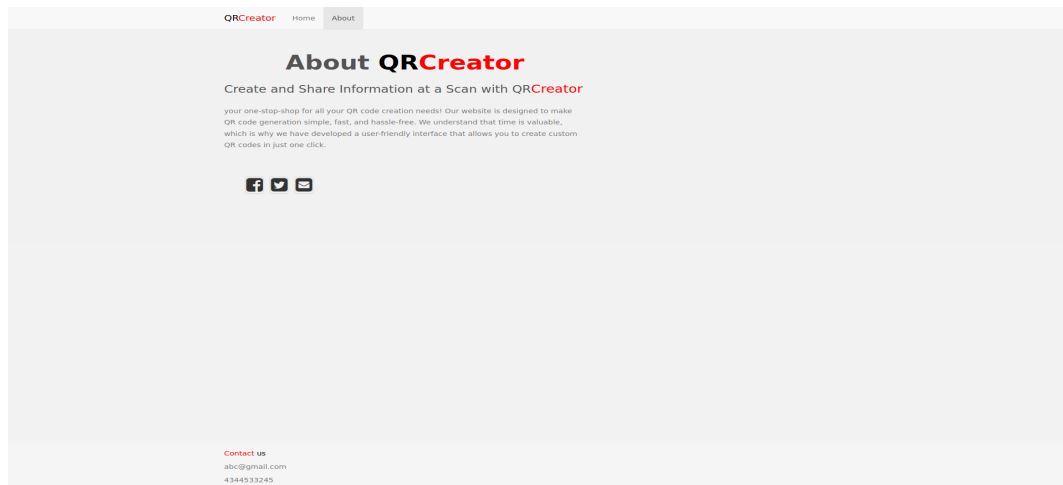 QRCreator Home About
About QRCreator
Create and Share Information at a Scan with QRCreator
your one-stop-shop for all your QR code creation needs! Our website is designed to make
QR code generation simple, fast, and hassle-free. We understand that time is valuable,
which is why we have developed a user-friendly interface that allows you to create custom
QR codes in just one click.
Contact us
abc@gmail.com
4344533245